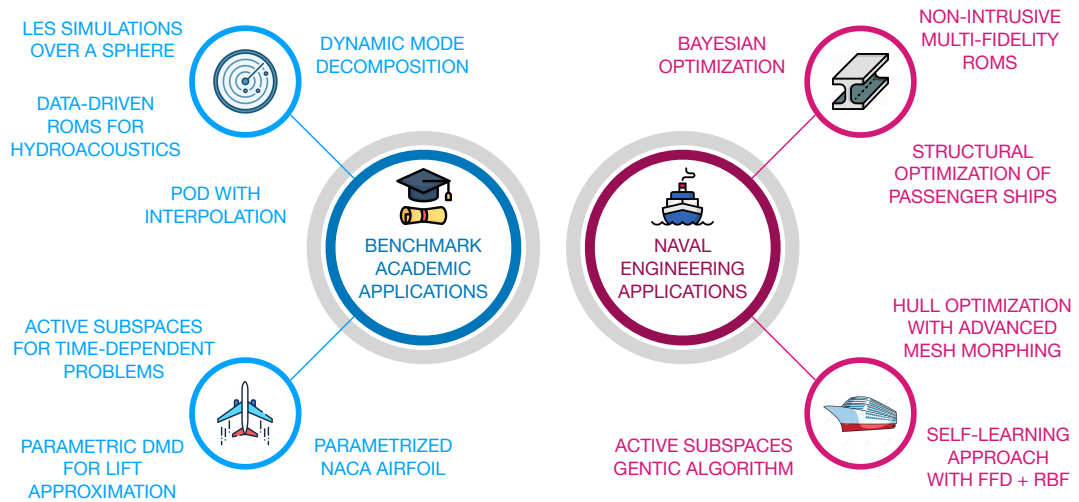 LES SIMULATIONS
OVER A SPHERE
DYNAMIC MODE
DECOMPOSITION
DATA-DRIVEN
ROMS FOR
HYDROACOUSTICS
POD WITH
INTERPOLATION
BENCHMARK
ACADEMIC
APPLICATIONS
ACTIVE SUBSPACES
FOR TIME-DEPENDENT
PROBLEMS
PARAMETRIC DMD
FOR LIFT
APPROXIMATION
PARAMETRIZED
NACA AIRFOIL
BAYESIAN
OPTIMIZATION
NON-INTRUSIVE
MULTI-FIDELITY
ROMS
STRUCTURAL
OPTIMIZATION OF
PASSENGER SHIPS
NAVAL
ENGINEERING
APPLICATIONS
HULL OPTIMIZATION
WITH ADVANCED
MESH MORPHING
ACTIVE SUBSPACES
GENTIC ALGORITHM
SELF-LEARNING
APPROACH
WITH FFD + RBF